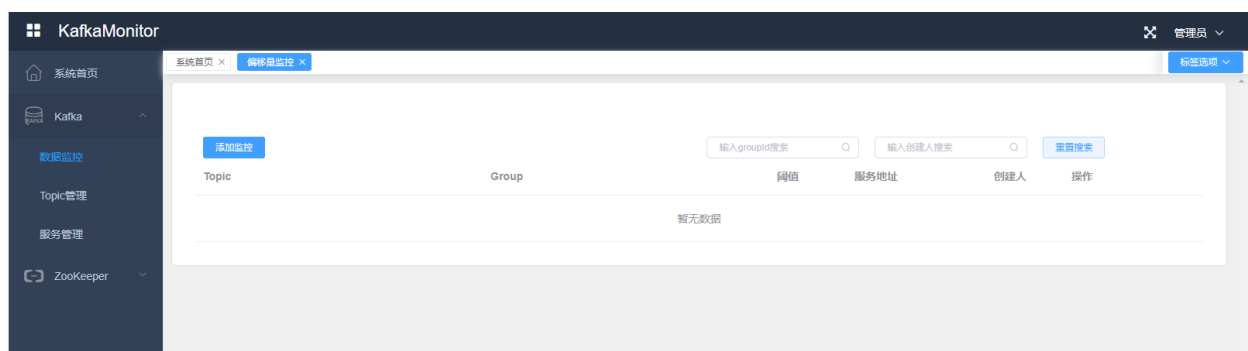 KafkaMonitor
管理员
系统首页
Kafka
KAFKA
数据监控
Topic管理
服务管理
ZooKeeper
系统首页 偏移量监控 标签选项
添加监控 输入groupId搜索 输入创建人搜索 重置搜索
Topic Group 阈值 服务地址 创建人 操作
暂无数据